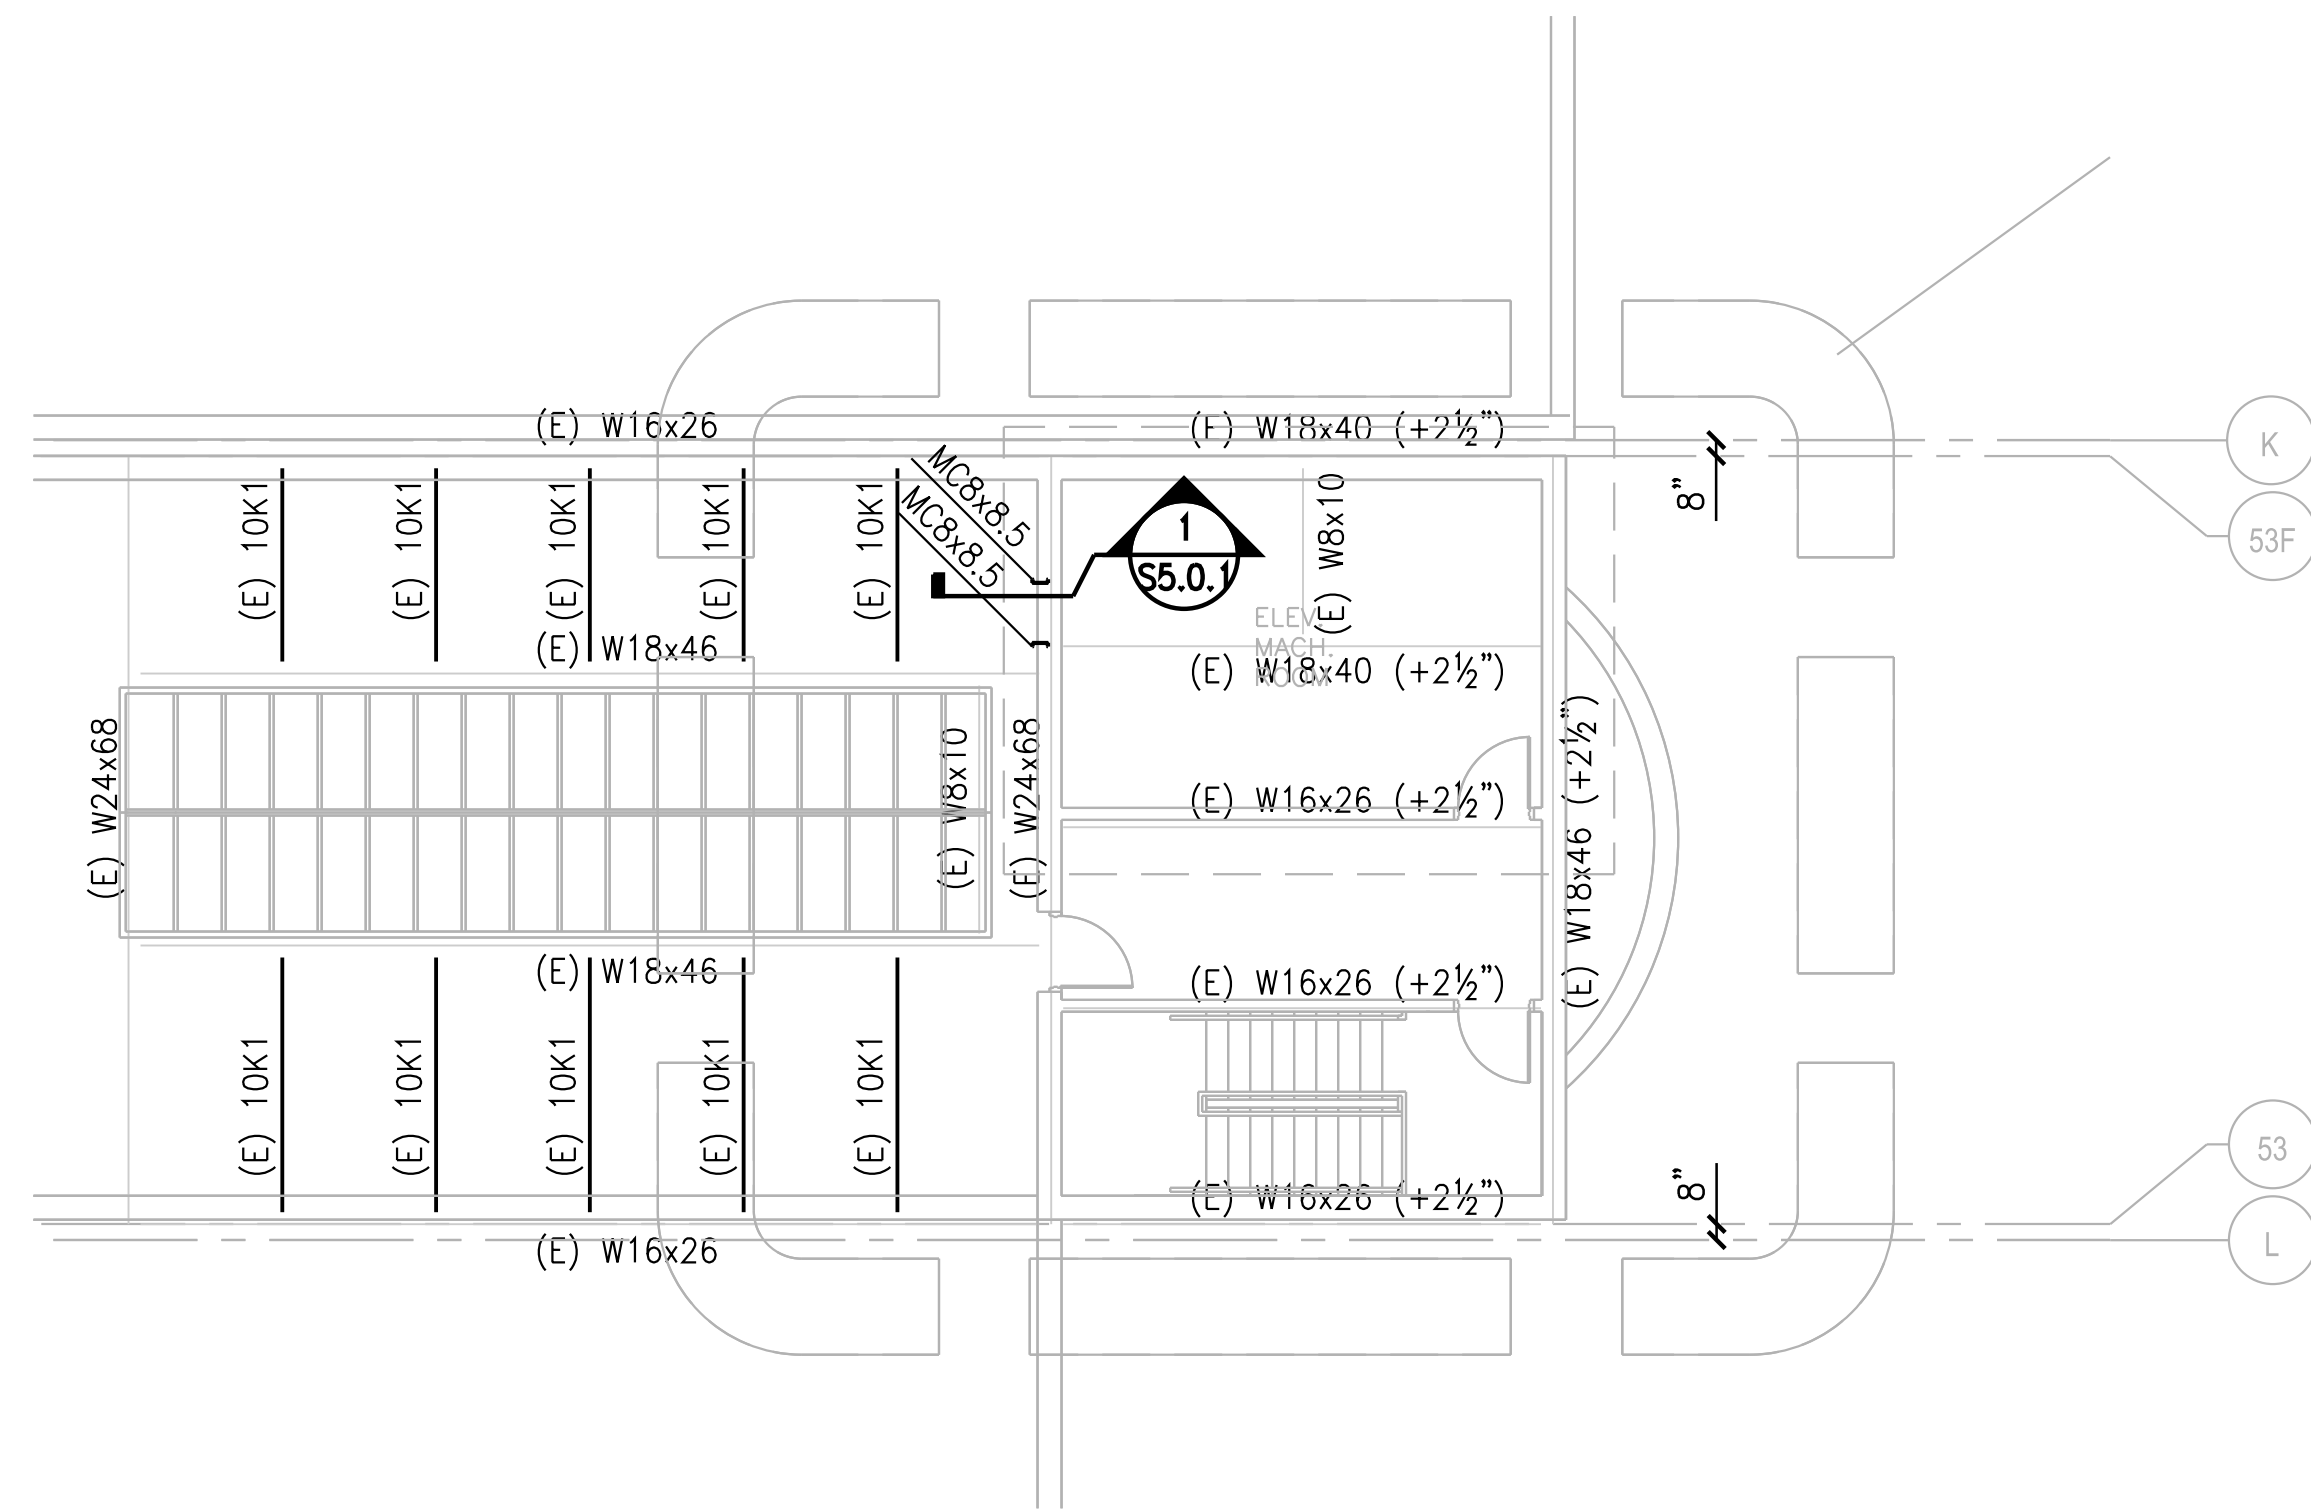 (E) W16x26
(E) W18x40 (+2½")
K
MC8x8.5
MC8x8.5
(E) 10K1
(E) 10K1
(E) 10K1
(E) 10K1
(E) 10K1
1
S5.0.1
(E) W8x10
8"
53F
ELEV.
MACH.
ROOM
(E) W18x46
(E) W18x40 (+2½")
(E) W24x68
(E) W8x10
(E) W24x68
(E) W16x26 (+2½")
(E) W18x46 (+2½")
(E) W18x46
(E) W16x26 (+2½")
(E) 10K1
(E) 10K1
(E) 10K1
(E) 10K1
(E) 10K1
53
8"
(E) W16x26 (+2½")
(E) W16x26
L